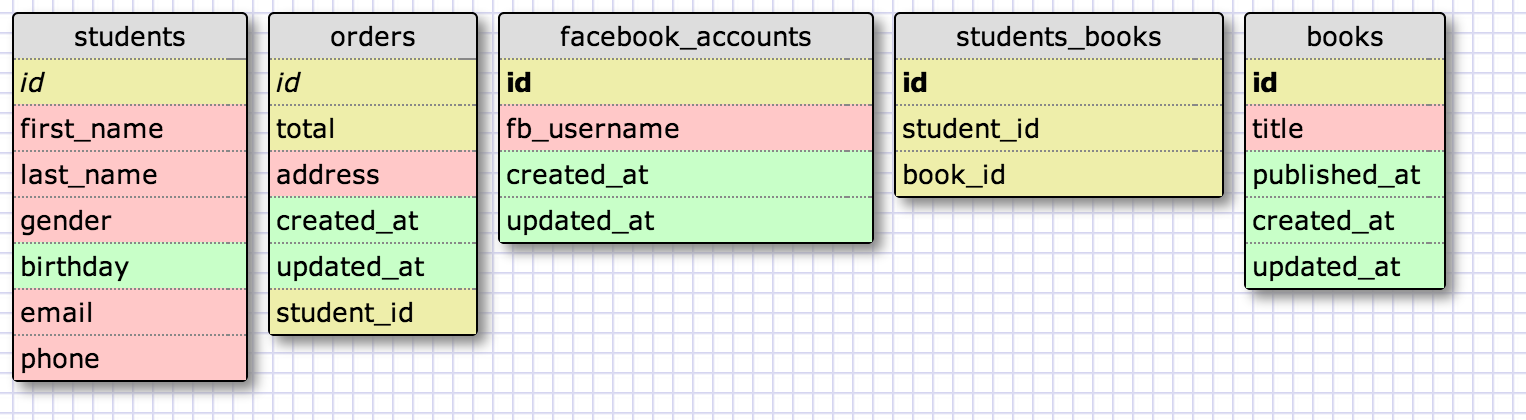 students
id
first_name
last_name
gender
birthday
email
phone
orders
id
total
address
created_at
updated_at
student_id
facebook_accounts
id
fb_username
created_at
updated_at
students_books
id
student_id
book_id
books
id
title
published_at
created_at
updated_at